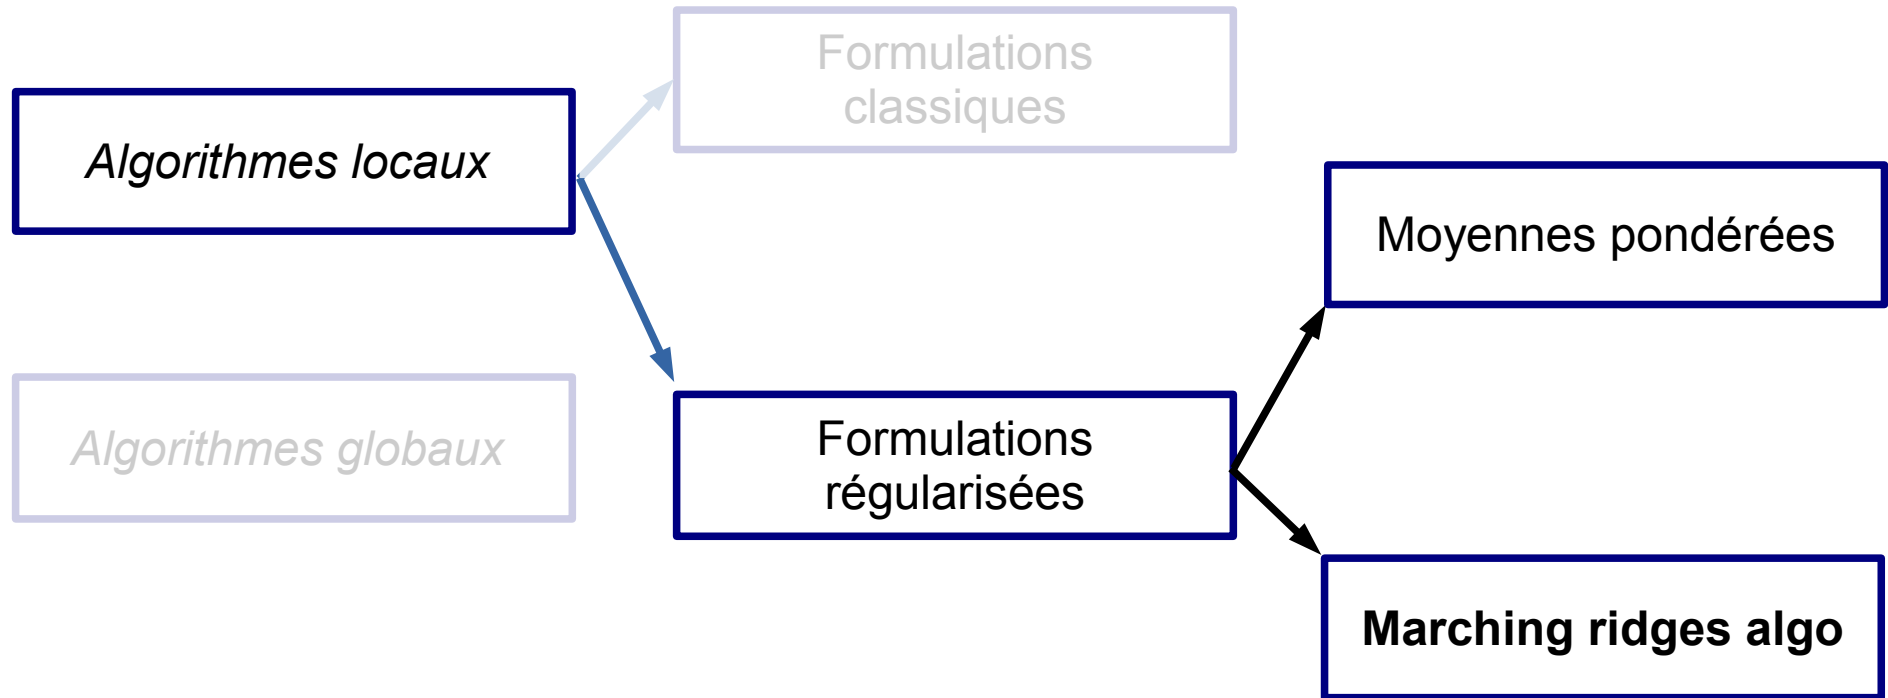 Formulations
classiques
Algorithmes locaux
Moyennes pondérées
Algorithmes globaux
Formulations
régularisées
Marching ridges algo